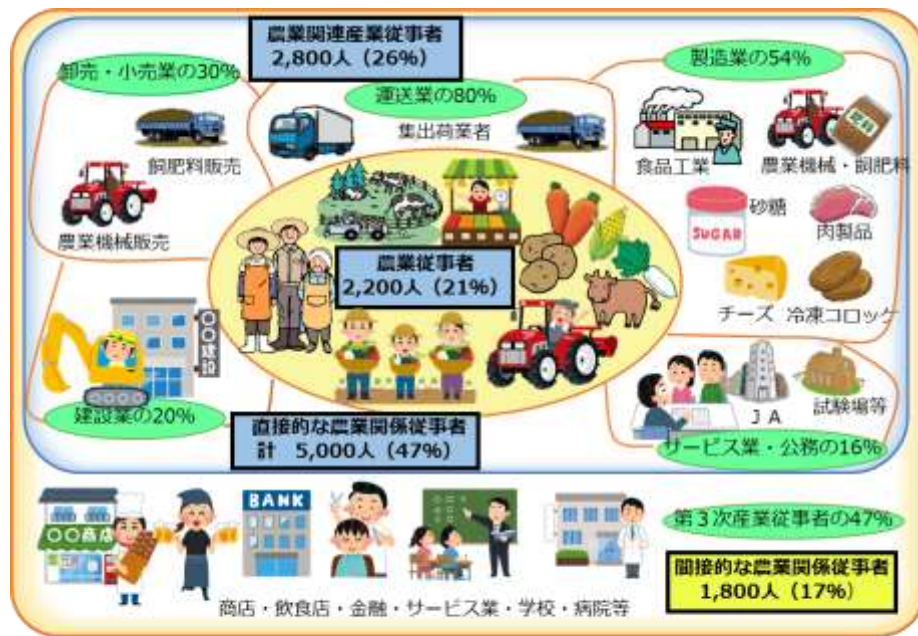 農業関連産業従事者
2,800人（26%）
卸売・小売業の30%
飼肥料販売
農業機械販売
運送業の80%
集出荷業者
製造業の54%
食品工業
肥料
農業機械・飼肥料
砂糖
SUGAR
肉製品
チーズ
冷凍コロッケ
農業従事者
2,200人（21%）
〇〇建設
建設業の20%
直接的な農業関係従事者
計　5,000人（47%）
ＪＡ
試験場等
サービス業・公務の16%
〇〇商店
BANK
商店・飲食店・金融・サービス業・学校・病院等
第３次産業従事者の47%
間接的な農業関係従事者
1,800人（17%）